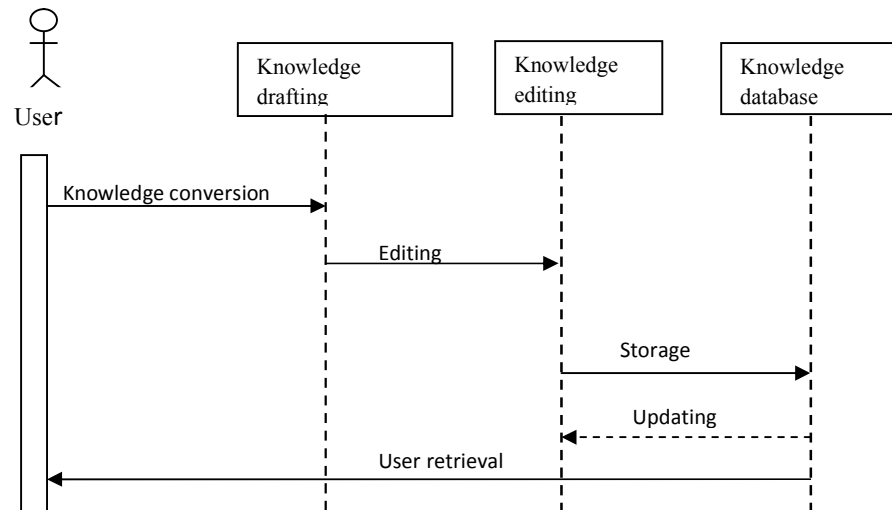 Knowledge
drafting
Knowledge
editing
Knowledge
database
User
Knowledge conversion
Editing
Storage
Updating
User retrieval